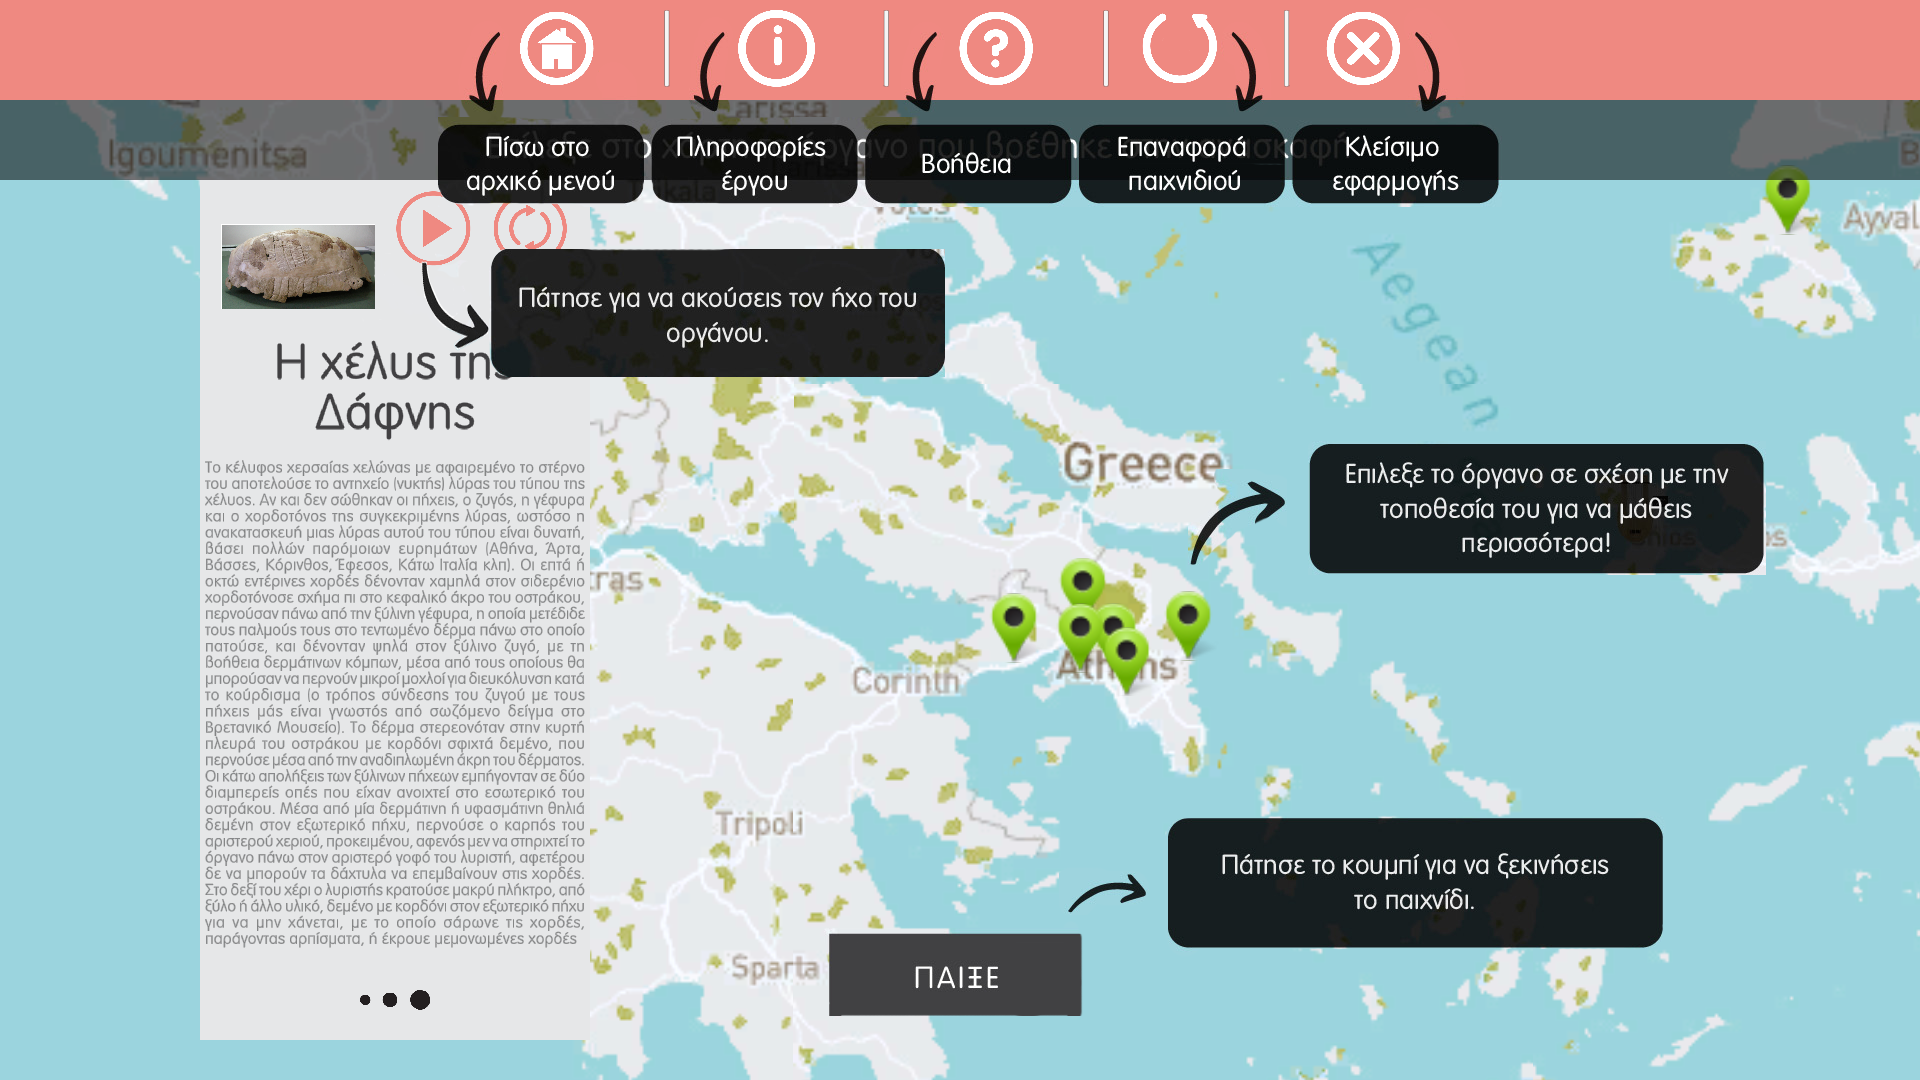 Larissa
Igoumenitsa
Πίσω στο
αρχικό μενού
Πληροφορίες
έργου
Βοήθεια
Επαναφορά
παιχνιδιού
Κλείσιμο
εφαρμογής
Ayval
Aegean
Πάτησε για να ακούσεις τον ήχο του
οργάνου.
Η χέλυς της
Δάφνης
Το κέλυφος χερσαίας χελώνας με αφαιρεμένο το στέρνο
του αποτελούσε το αντηχείο (νυκτής) λύρας του τύπου της
χέλυος. Αν και δεν σώθηκαν οι πήχεις, ο ζυγός, η γέφυρα
και ο χορδοτόνος της συγκεκριμένης λύρας, ωστόσο η
ανακατασκευή μιας λύρας αυτού του τύπου είναι δυνατή,
βάσει πολλών παρόμοιων ευρημάτων (Αθήνα, Άρτα,
Βάσσες, Κόρινθος, Έφεσος, Κάτω Ιταλία κλπ). Οι επτά ή
οκτώ εντέρινες χορδές δένονταν χαμηλά στον σιδερένιο
χορδοτόνοσε σχήμα πι στο κεφαλικό άκρο του οστράκου,
περνούσαν πάνω από την ξύλινη γέφυρα, η οποία μετέδιδε
τους παλμούς τους στο τεντωμένο δέρμα πάνω στο οποίο
πατούσε, και δένονταν ψηλά στον ξύλινο ζυγό, με τη
βοήθεια δερμάτινων κόμπων, μέσα από τους οποίους θα
μπορούσαν να περνούν μικροί μοχλοί για διευκόλυνση κατά
το κούρδισμα (ο τρόπος σύνδεσης του ζυγού με τους
πήχεις μάς είναι γνωστός από σωζόμενο δείγμα στο
Βρετανικό Μουσείο). Το δέρμα στερεονόταν στην κυρτή
πλευρά του οστράκου με κορδόνι σφιχτά δεμένο, που
περνούσε μέσα από την αναδιπλωμένη άκρη του δέρματος.
Οι κάτω απολήξεις των ξύλινων πήχεων εμπήγονταν σε δύο
διαμπερείς οπές που είχαν ανοιχτεί στο εσωτερικό του
οστράκου. Μέσα από μία δερμάτινη ή υφασμάτινη θηλιά
δεμένη στον εξωτερικό πήχυ, περνούσε ο καρπός του
αριστερού χεριού, προκειμένου, αφενός μεν να στηριχτεί το
όργανο πάνω στον αριστερό γοφό του λυριστή, αφετέρου
δε να μπορούν τα δάχτυλα να επεμβαίνουν στις χορδές.
Στο δεξί του χέρι ο λυριστής κρατούσε μακρύ πλήκτρο, από
ξύλο ή άλλο υλικό, δεμένο με κορδόνι στον εξωτερικό πήχυ
για να μην χάνεται, με το οποίο σάρωνε τις χορδές,
παράγοντας αρπίσματα, ή έκρουε μεμονωμένες χορδές
Greece
Επιλεξε το όργανο σε σχέση με την
τοποθεσία του για να μάθεις
περισσότερα!
tras
Corinth
Athens
Tripoli
Πάτησε το κουμπί για να ξεκινήσεις
το παιχνίδι.
Sparta
ΠΑΙΞΕ